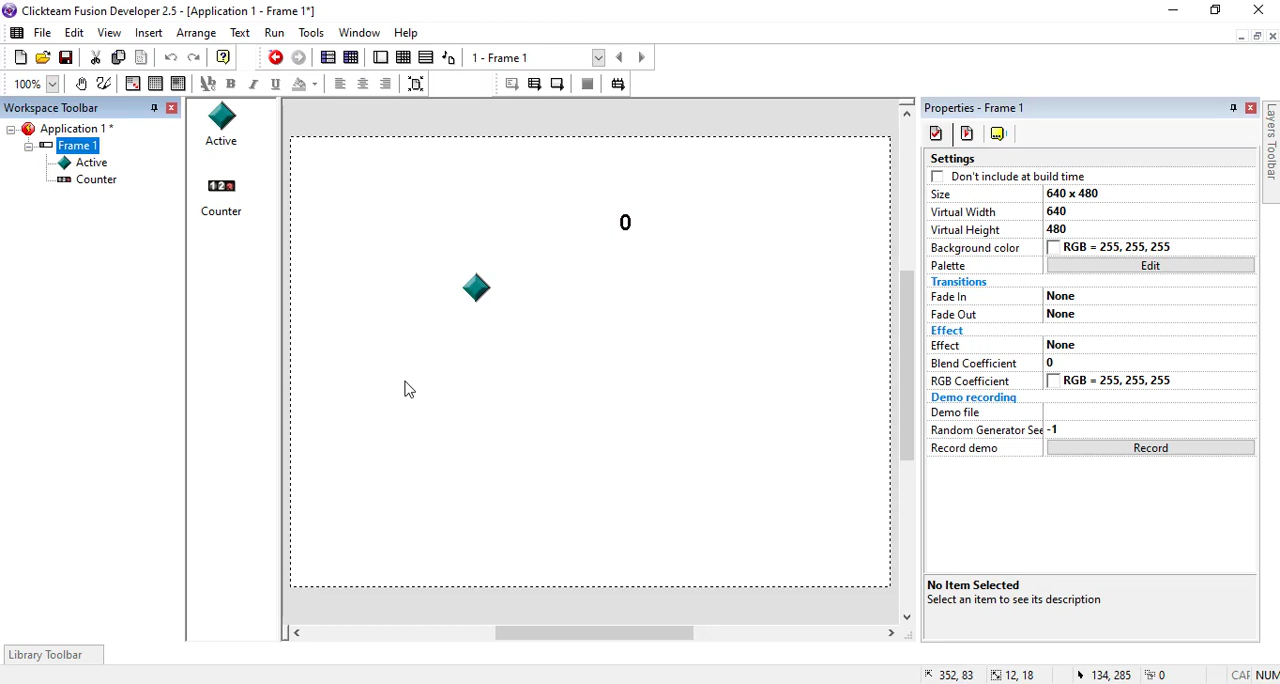 Clickteam Fusion Developer 2.5 - [Application 1 - Frame 1*]
File Edit View Insert Arrange Text Run Tools Window Help
1 - Frame 1
100%
Workspace Toolbar
Application 1 *
Frame 1
Active
Counter
Active
Counter
0
Properties - Frame 1
Settings
Don't include at build time
Size 640 x 480
Virtual Width 640
Virtual Height 480
Background color RGB = 255, 255, 255
Palette Edit
Transitions
Fade In None
Fade Out None
Effect
Effect None
Blend Coefficient 0
RGB Coefficient RGB = 255, 255, 255
Demo recording
Demo file
Random Generator See -1
Record demo Record
No Item Selected
Select an item to see its description
Layers Toolbar
Library Toolbar
352, 83 12, 18 134, 285 0 CAF NUM